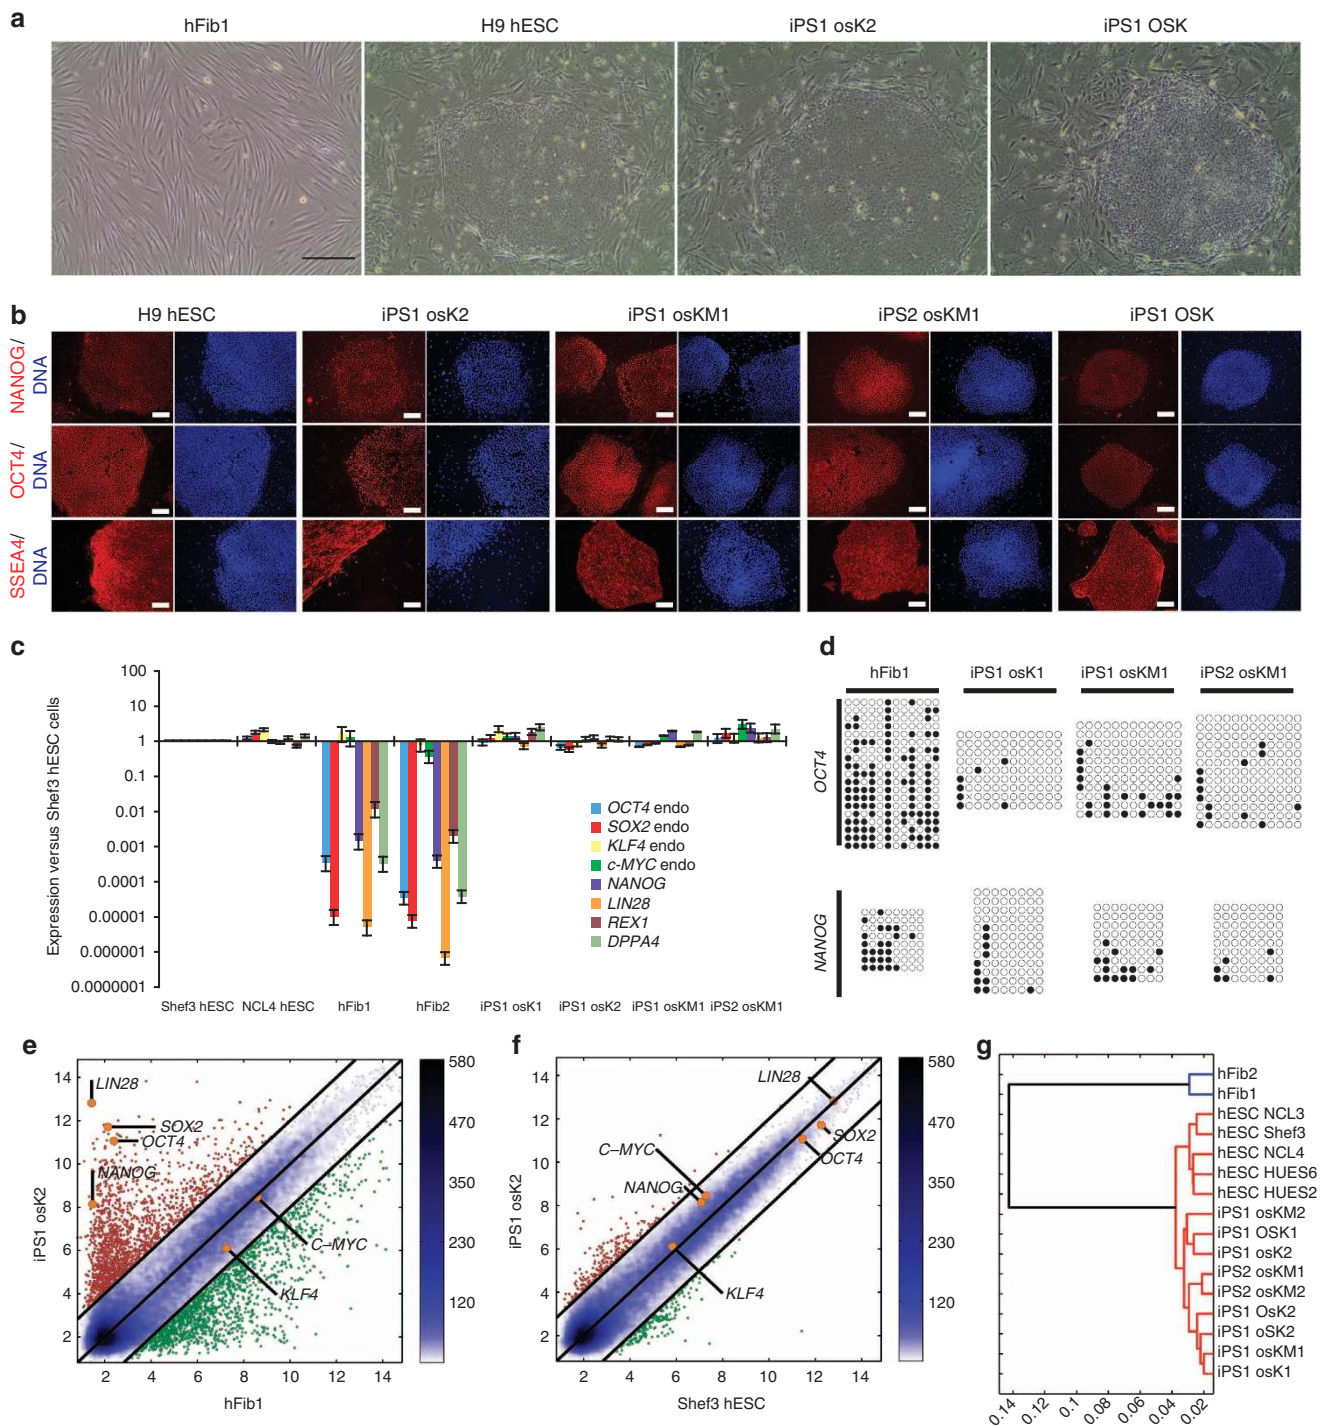 a
hFib1 H9 hESC iPS1 osK2 iPS1 OSK
b
H9 hESC iPS1 osK2 iPS1 osKM1 iPS2 osKM1 iPS1 OSK
NANOG/
DNA
OCT4/
DNA
SSEA4/
DNA
c
Expression versus Shef3 hESC cells
100
10
1
0.1
0.01
0.001
0.0001
0.00001
0.000001
0.0000001
OCT4 endo
SOX2 endo
KLF4 endo
c-MYC endo
NANOG
LIN28
REX1
DPPA4
Shef3 hESC NCL4 hESC hFib1 hFib2 iPS1 osK1 iPS1 osK2 iPS1 osKM1 iPS2 osKM1
d
hFib1 iPS1 osK1 iPS1 osKM1 iPS2 osKM1
OCT4
NANOG
e
iPS1 osK2
14
12
10
8
6
4
2
LIN28
SOX2
OCT4
NANOG
C–MYC
KLF4
2 4 6 8 10 12 14
hFib1
580
470
350
230
120
f
iPS1 osK2
14
12
10
8
6
4
2
LIN28
C–MYC
SOX2
OCT4
NANOG
KLF4
2 4 6 8 10 12 14
Shef3 hESC
580
470
350
230
120
g
hFib2
hFib1
hESC NCL3
hESC Shef3
hESC NCL4
hESC HUES6
hESC HUES2
iPS1 osKM2
iPS1 OSK1
iPS1 osK2
iPS2 osKM1
iPS2 osKM2
iPS1 OsK2
iPS1 oSK2
iPS1 osKM1
iPS1 osK1
0.14 0.12 0.1 0.08 0.06 0.04 0.02